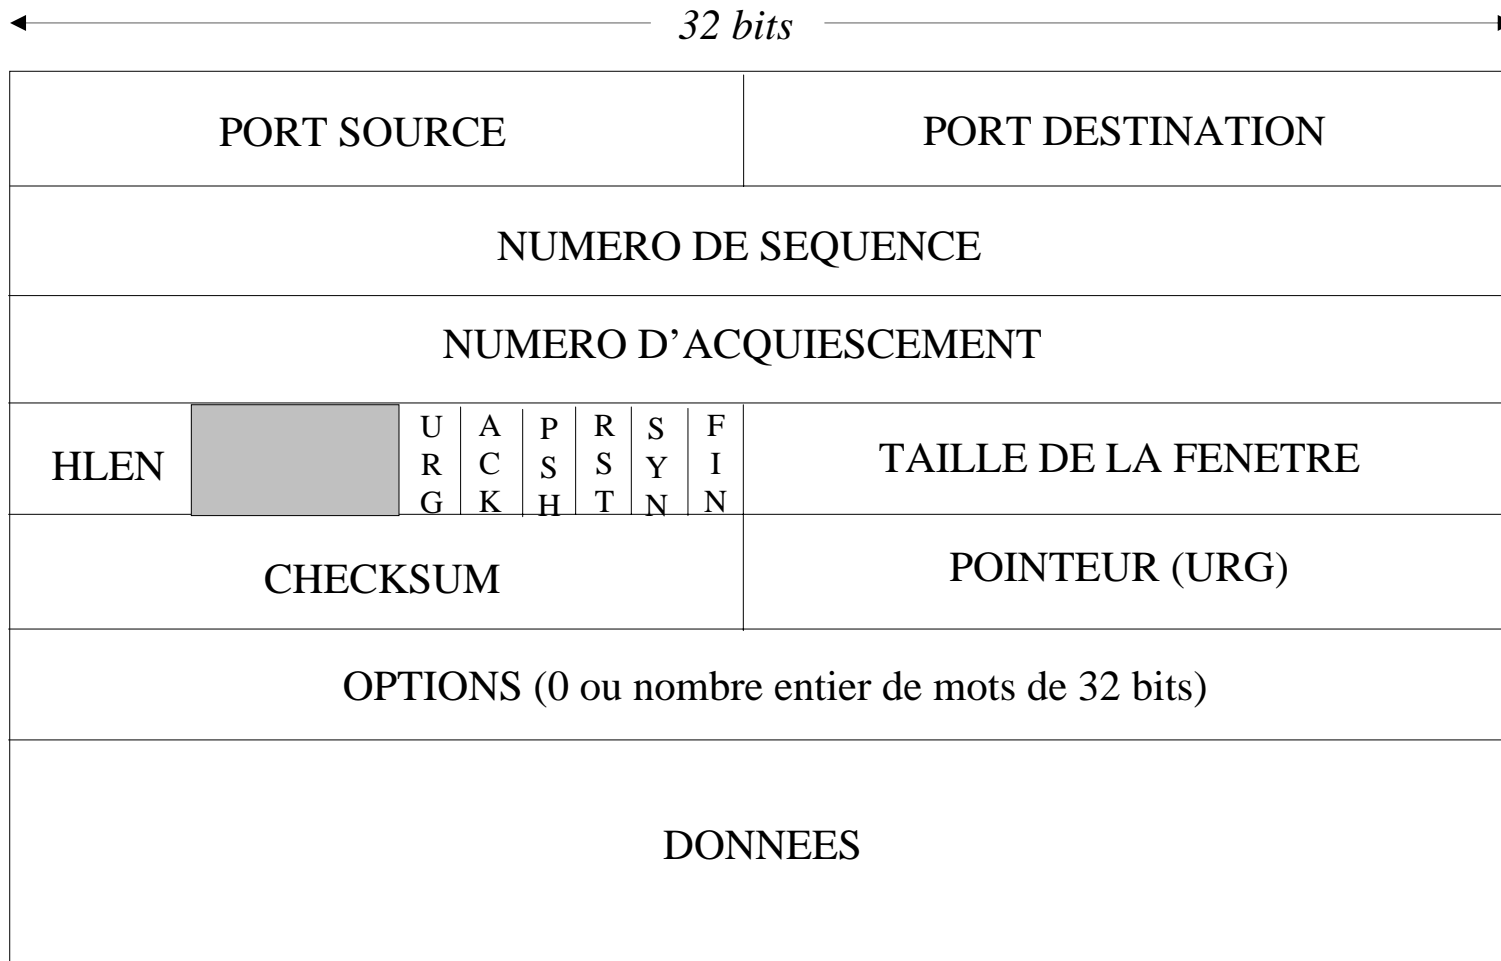 32 bits
PORT SOURCE
PORT DESTINATION
NUMERO DE SEQUENCE
NUMERO D’ACQUIESCEMENT
HLEN
URG
ACK
PSH
RST
SYN
FIN
TAILLE DE LA FENETRE
CHECKSUM
POINTEUR (URG)
OPTIONS (0 ou nombre entier de mots de 32 bits)
DONNEES